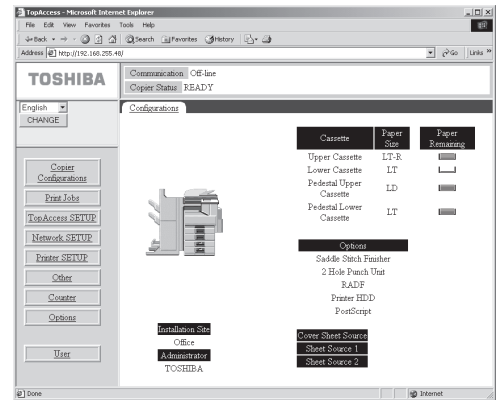 TopAccess - Microsoft Internet Explorer
File Edit View Favorites Tools Help
Back Search Favorites History
Address http://192.168.255.48/ Go Links »
TOSHIBA
Communication Off-line
Copier Status READY
English
CHANGE
Configurations
Copier Configurations
Print Jobs
TopAccess SETUP
Network SETUP
Printer SETUP
Other
Counter
Options
User
Cassette Paper Size Paper Remaining
Upper Cassette LT-R
Lower Cassette LT
Pedestal Upper Cassette LD
Pedestal Lower Cassette LT
Options
Saddle Stitch Finisher
2 Hole Punch Unit
RADF
Printer HDD
PostScript
Installation Site
Office
Administrator
TOSHIBA
Cover Sheet Source
Sheet Source 1
Sheet Source 2
Done Internet